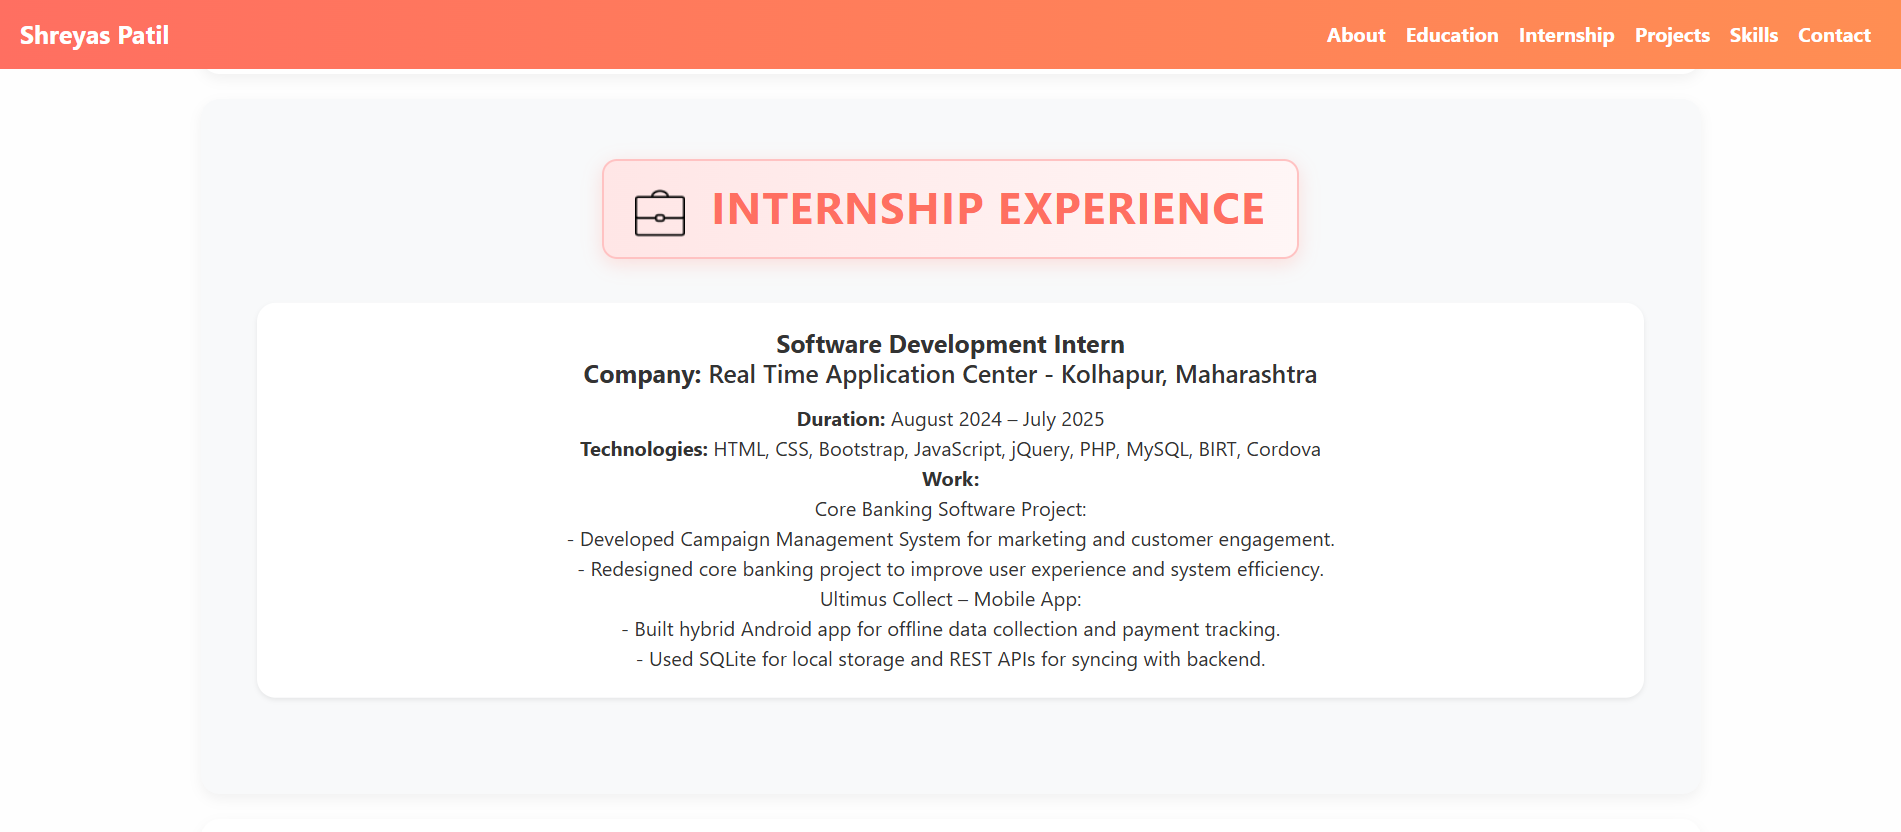 Shreyas Patil
About Education Internship Projects Skills Contact
INTERNSHIP EXPERIENCE
Software Development Intern
Company: Real Time Application Center - Kolhapur, Maharashtra
Duration: August 2024 – July 2025
Technologies: HTML, CSS, Bootstrap, JavaScript, jQuery, PHP, MySQL, BIRT, Cordova
Work:
Core Banking Software Project:
- Developed Campaign Management System for marketing and customer engagement.
- Redesigned core banking project to improve user experience and system efficiency.
Ultimus Collect – Mobile App:
- Built hybrid Android app for offline data collection and payment tracking.
- Used SQLite for local storage and REST APIs for syncing with backend.